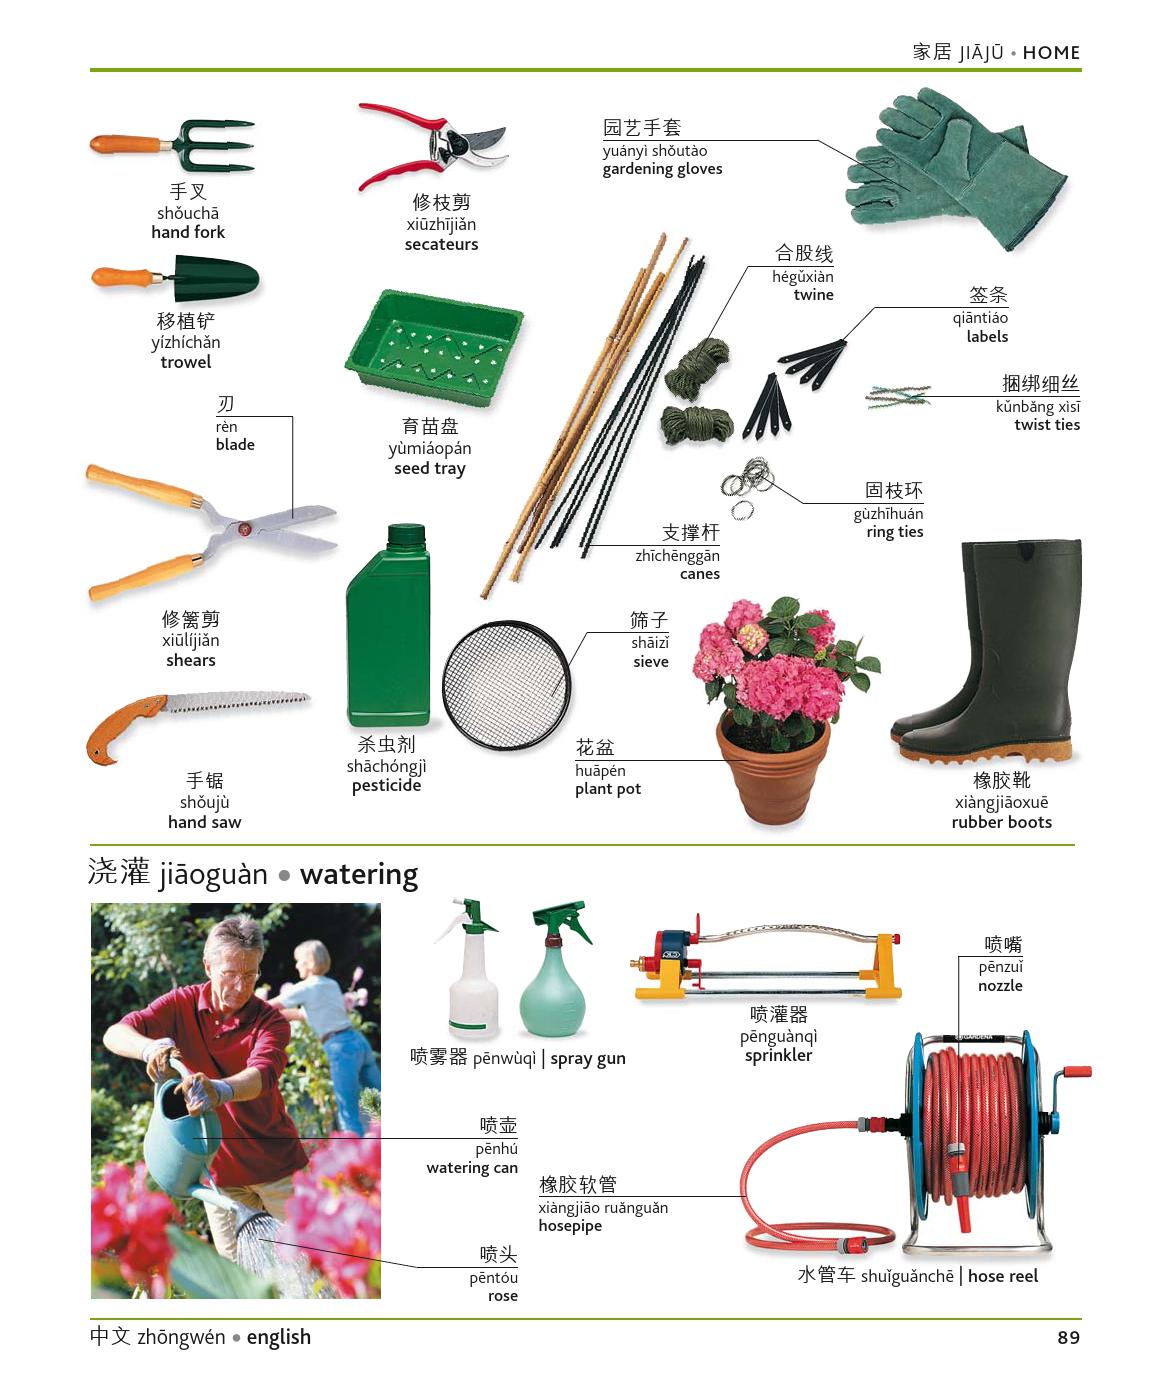 家居 JIĀJŪ • HOME
手叉
shǒuchā
hand fork
修枝剪
xiūzhījiǎn
secateurs
园艺手套
yuányì shǒutào
gardening gloves
移植铲
yízhíchǎn
trowel
合股线
hégǔxiàn
twine
签条
qiāntiáo
labels
刃
rèn
blade
育苗盘
yùmiáopán
seed tray
捆绑细丝
kǔnbǎng xìsī
twist ties
固枝环
gùzhīhuán
ring ties
支撑杆
zhīchēnggān
canes
修篱剪
xiūlíjiǎn
shears
筛子
shāizǐ
sieve
手锯
shǒujù
hand saw
杀虫剂
shāchóngjì
pesticide
花盆
huāpén
plant pot
橡胶靴
xiàngjiāoxuē
rubber boots
浇灌 jiāoguàn • watering
喷雾器 pēnwùqì | spray gun
喷灌器
pēnguànqì
sprinkler
喷嘴
pēnzuǐ
nozzle
GARDENA
喷壶
pēnhú
watering can
橡胶软管
xiàngjiāo ruǎnguǎn
hosepipe
喷头
pēntóu
rose
水管车 shuǐguǎnchē | hose reel
中文 zhōngwén • english
89